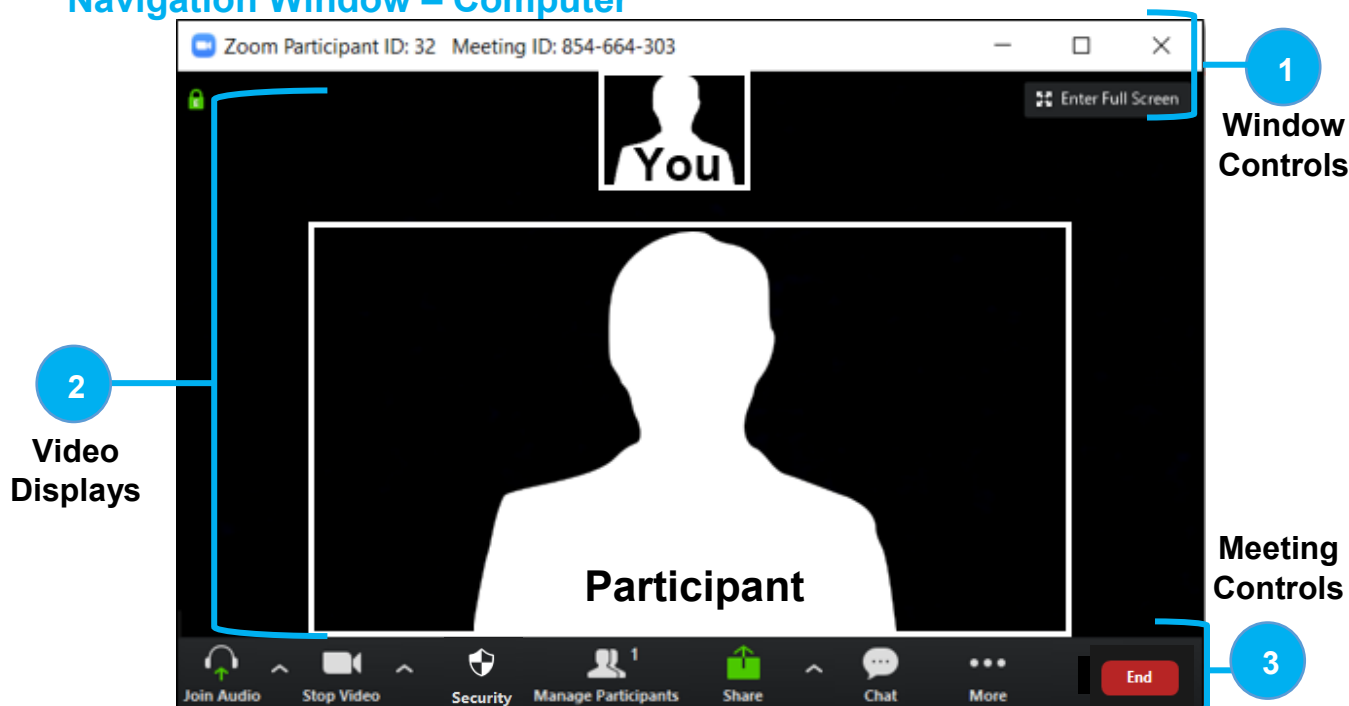 Navigation Window – Computer
Zoom Participant ID: 32 Meeting ID: 854-664-303
Enter Full Screen
1
Window
Controls
You
2
Video
Displays
Participant
Meeting
Controls
3
Join Audio
Stop Video
Security
1
Manage Participants
Share
Chat
More
End